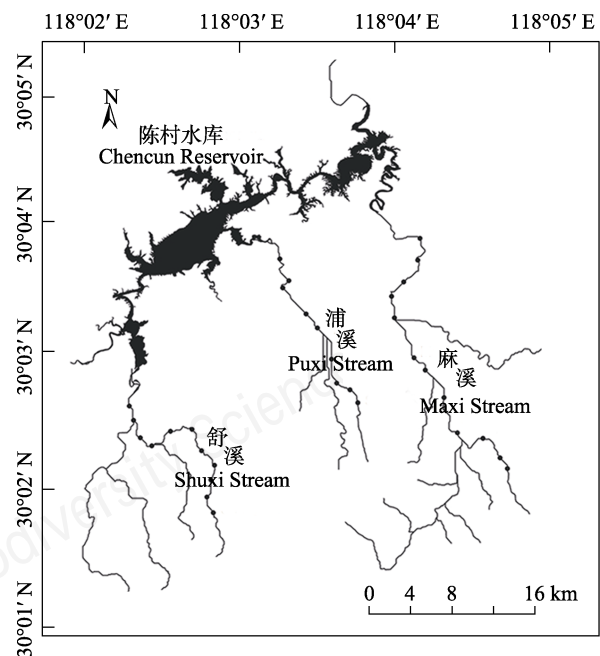 118°02′ E 118°03′ E 118°04′ E 118°05′ E
30°05′ N
30°04′ N
30°03′ N
30°02′ N
30°01′ N
N
陈村水库
Chencun Reservoir
浦
溪
Puxi Stream
麻
溪
Maxi Stream
舒
溪
Shuxi Stream
0 4 8 16 km